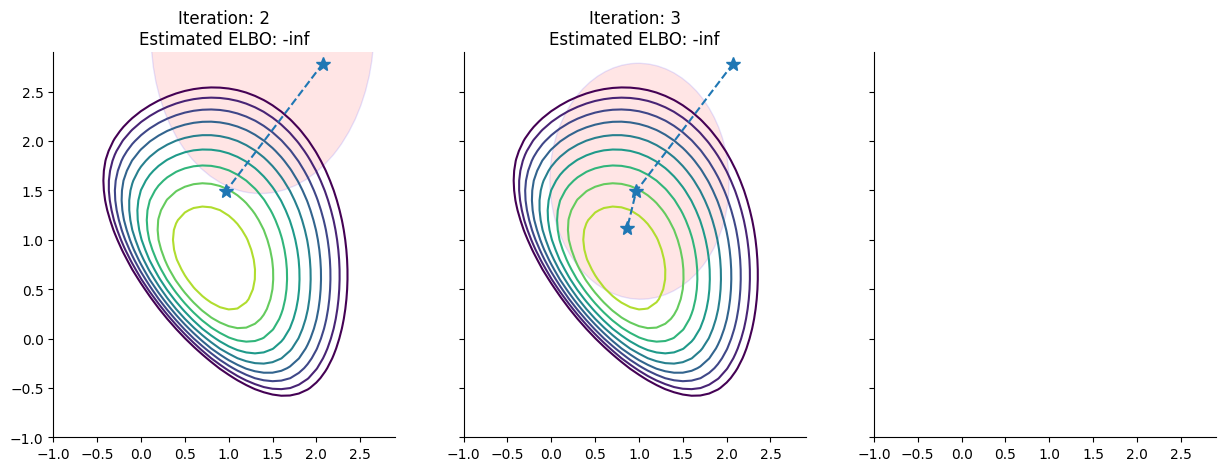 Iteration: 2
Estimated ELBO: -inf
Iteration: 3
Estimated ELBO: -inf
2.5
2.0
1.5
1.0
0.5
0.0
−0.5
−1.0
−1.0 −0.5 0.0 0.5 1.0 1.5 2.0 2.5
−1.0 −0.5 0.0 0.5 1.0 1.5 2.0 2.5
−1.0 −0.5 0.0 0.5 1.0 1.5 2.0 2.5